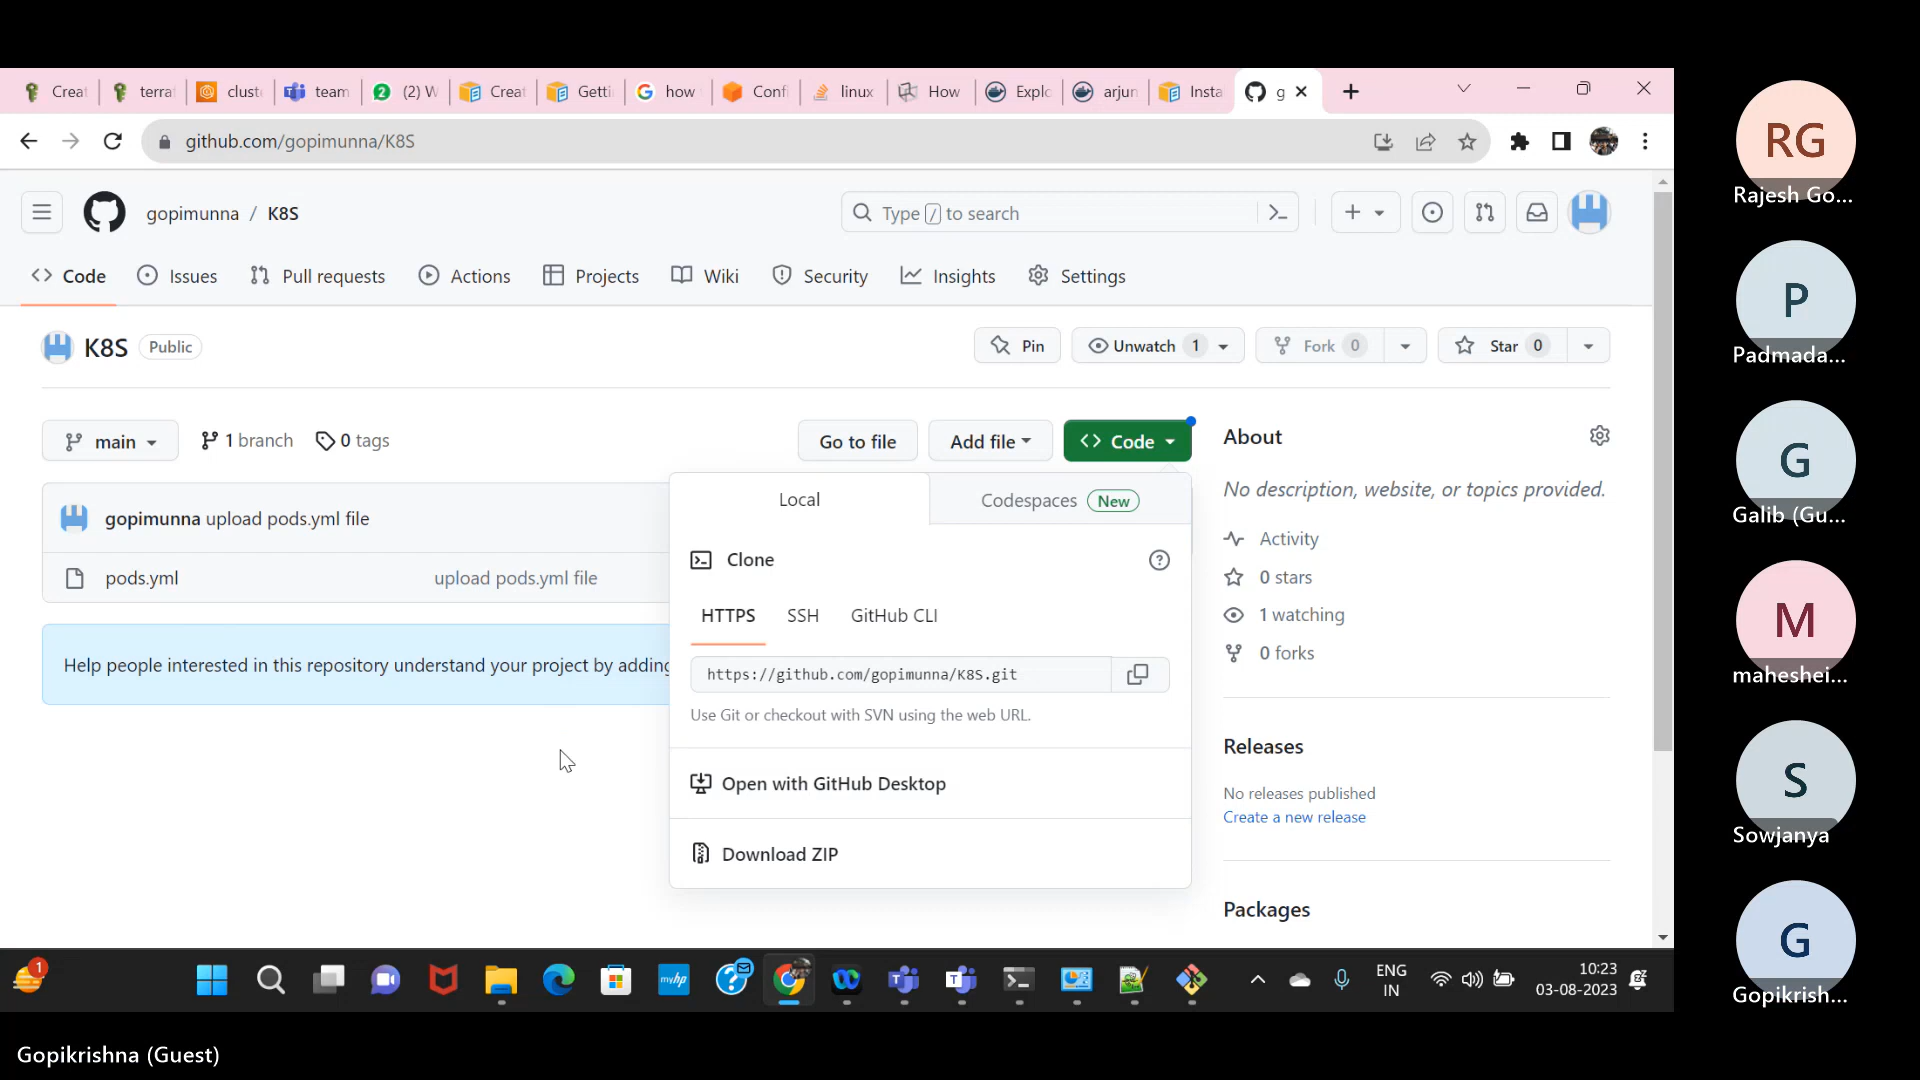 Creat
terra
clust
team
(2) W
Creat
Getti
how
Confi
linux
How
Explo
arjun
Insta
g
github.com/gopimunna/K8S
gopimunna / K8S
Type / to search
Code
Issues
Pull requests
Actions
Projects
Wiki
Security
Insights
Settings
K8S Public
Pin
Unwatch 1
Fork 0
Star 0
main
1 branch
0 tags
Go to file
Add file
Code
gopimunna upload pods.yml file
pods.yml
upload pods.yml file
Help people interested in this repository understand your project by adding
Local
Codespaces New
Clone
HTTPS
SSH
GitHub CLI
https://github.com/gopimunna/K8S.git
Use Git or checkout with SVN using the web URL.
Open with GitHub Desktop
Download ZIP
About
No description, website, or topics provided.
Activity
0 stars
1 watching
0 forks
Releases
No releases published
Create a new release
Packages
RG
Rajesh Go...
P
Padmada...
G
Galib (Gu...
M
maheshei...
S
Sowjanya
G
Gopikrish...
1
myhp
ENG
IN
10:23
03-08-2023
Gopikrishna (Guest)